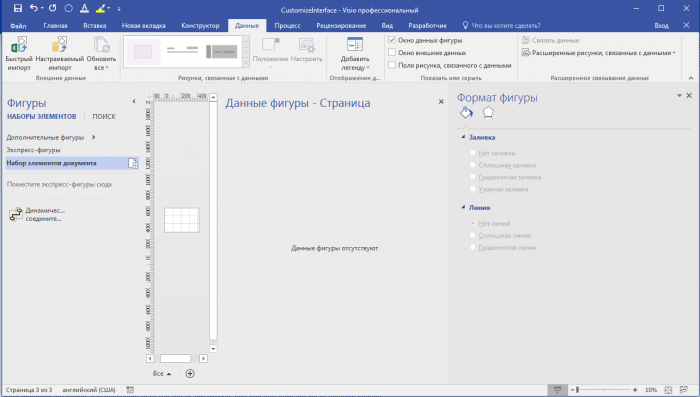 CustomizeInterface - Visio профессиональный
Файл Главная Вставка Новая вкладка Конструктор Данные Процесс Рецензирование Вид Разработчик Что вы хотите сделать? Вход
Быстрый импорт
Настраиваемый импорт
Обновить все
Положение
Настроить
Добавить легенду
Окно данных фигуры
Окно внешних данных
Поля рисунка, связанного с данными
Связать данные
Расширенные рисунки, связанные с данными
Внешние данные
Рисунки, связанные с данными
Отображение д...
Показать или скрыть
Расширенное связывание данных
Фигуры
НАБОРЫ ЭЛЕМЕНТОВ ПОИСК
Дополнительные фигуры
Экспресс-фигуры
Набор элементов документа
Поместите экспресс-фигуры сюда
Динамичес...
соедините...
00 0 200 400
Данные фигуры - Страница
Данные фигуры отсутствуют
Все
Формат фигуры
Заливка
Нет заливки
Сплошная заливка
Градиентная заливка
Узорная заливка
Линия
Нет линий
Сплошная линия
Градиентная линия
Страница 3 из 3 английский (США) 10%